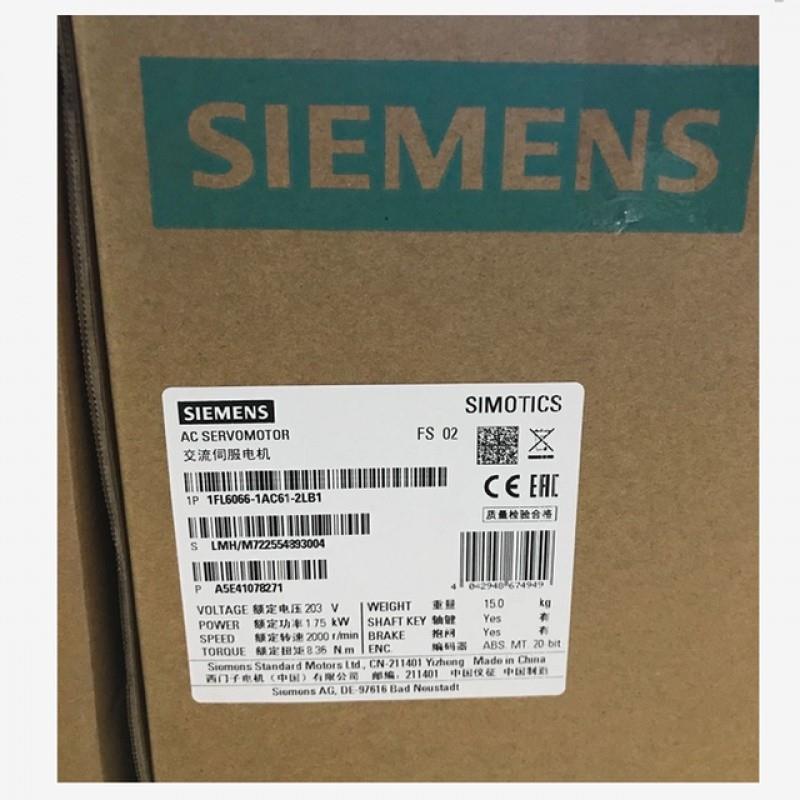 SIEMENS
SIEMENS
SIMOTICS
AC SERVOMOTOR
FS 02
交流伺服电机
CE EAC
1P 1FL6066-1AC61-2LB1
质量检验合格
S LMH/M722554893004
4 042948 674949
P A5E41078271
VOLTAGE 额定电压 203 V
POWER 额定功率 1.75 kW
SPEED 额定转速 2000 r/min
TORQUE 额定扭矩 8.36 N.m
WEIGHT 重量 15.0 kg
SHAFT KEY 轴键 Yes 有
BRAKE 抱闸 Yes 有
ENC. 编码器 ABS. MT. 20 bit
Siemens Standard Motors Ltd., CN-211401 Yizheng Made in China
西门子电机（中国）有限公司 邮编: 211401 中国仪征 中国制造
Siemens AG, DE-97616 Bad Neustadt